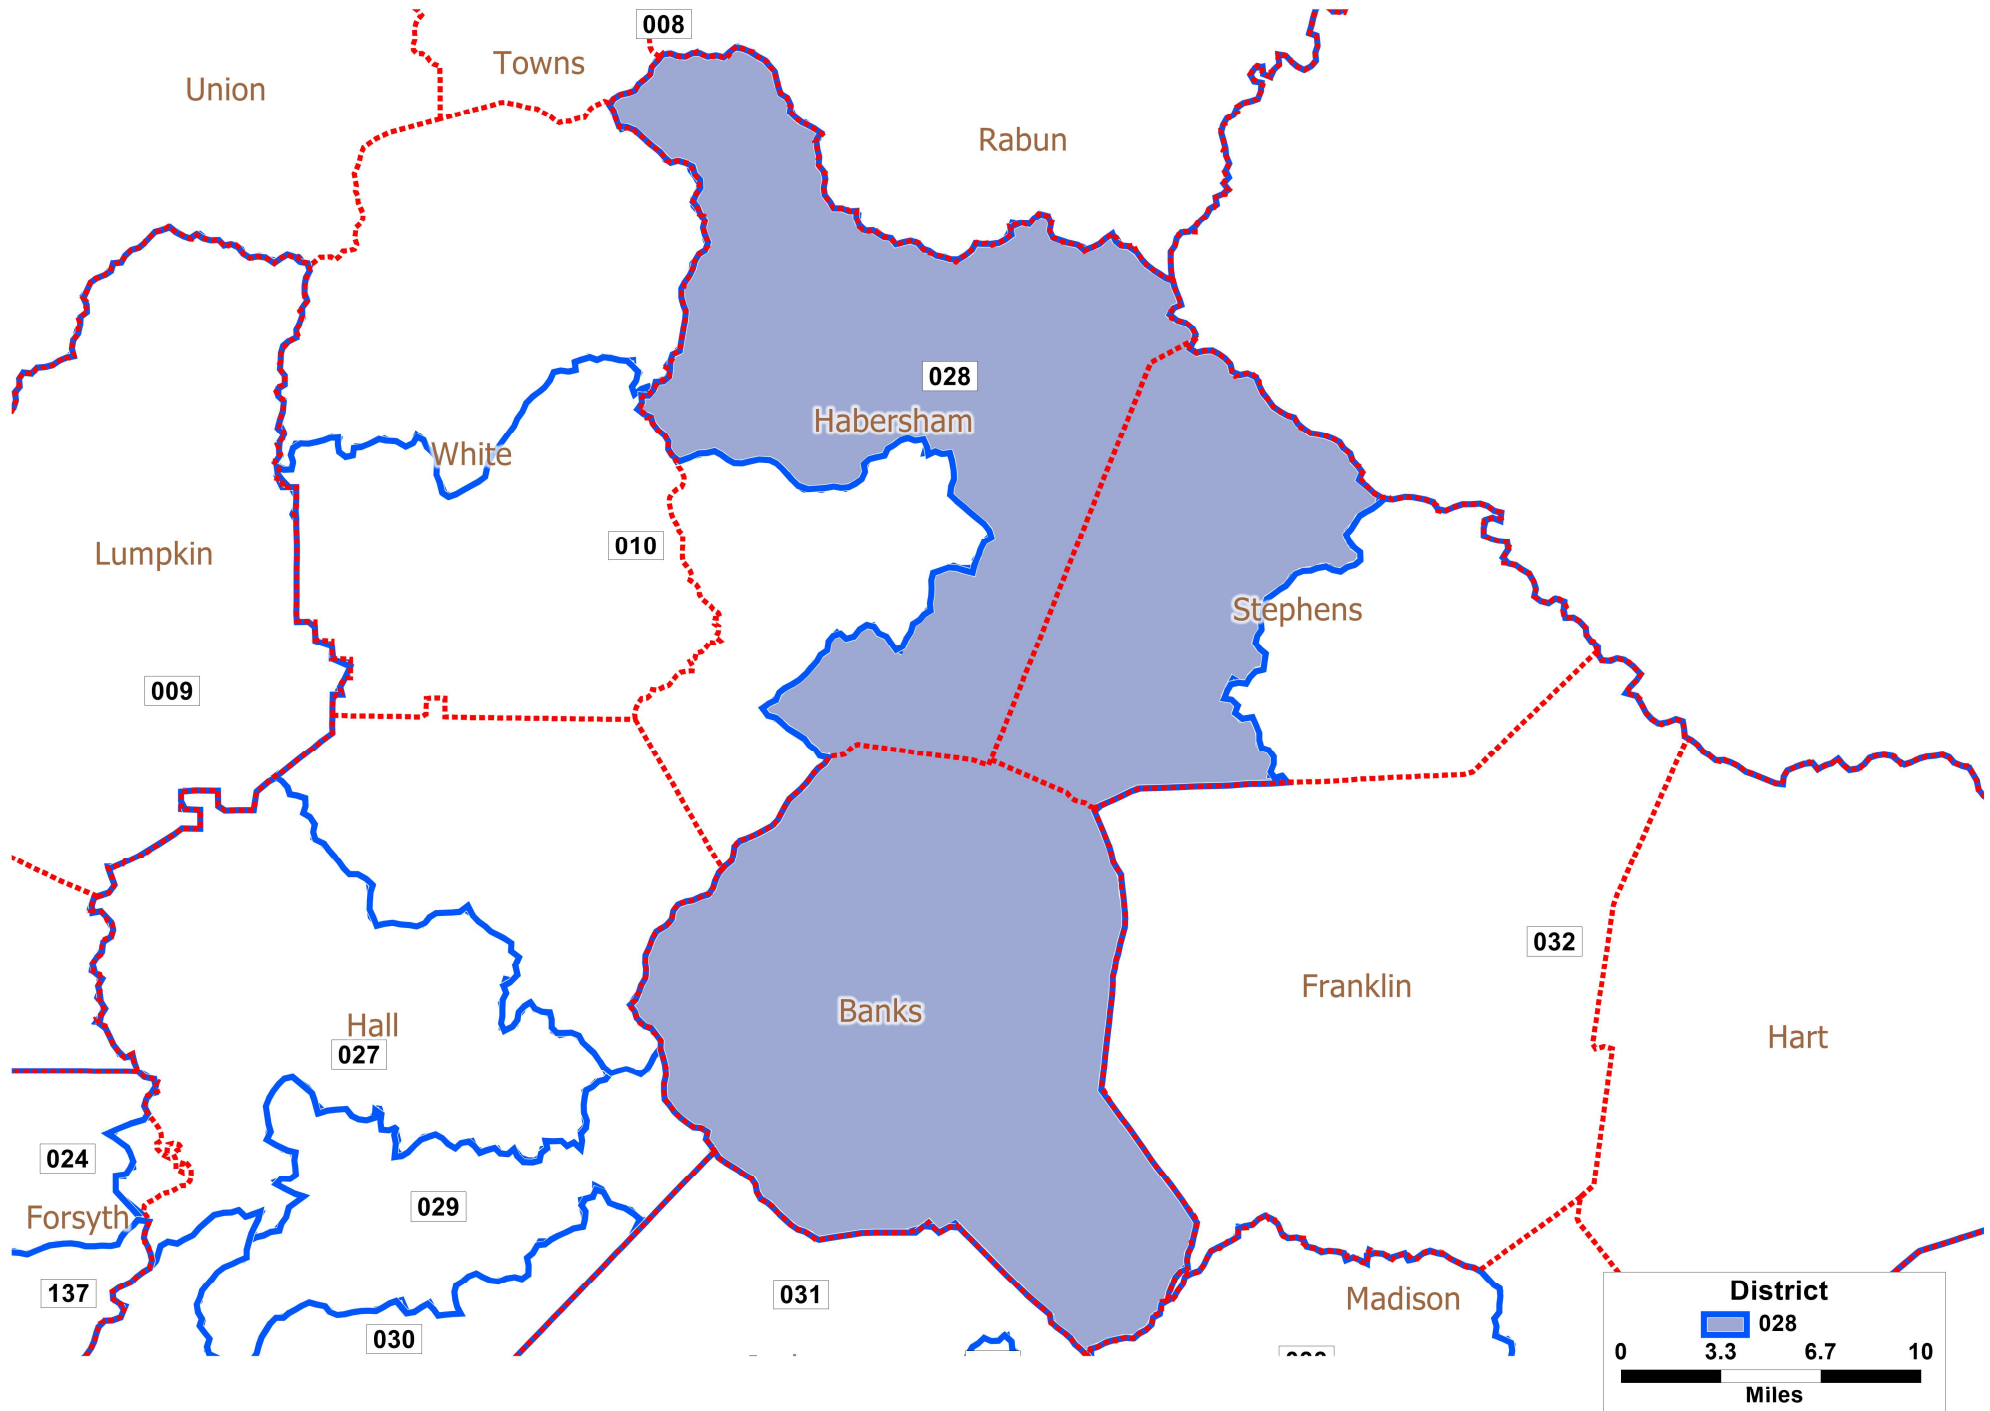 008
Towns
Union
Rabun
028
Habersham
White
010
Lumpkin
Stephens
009
032
Franklin
Banks
Hall
Hart
027
024
029
Forsyth
137
031
Madison
030
District
028
0 3.3 6.7 10
Miles